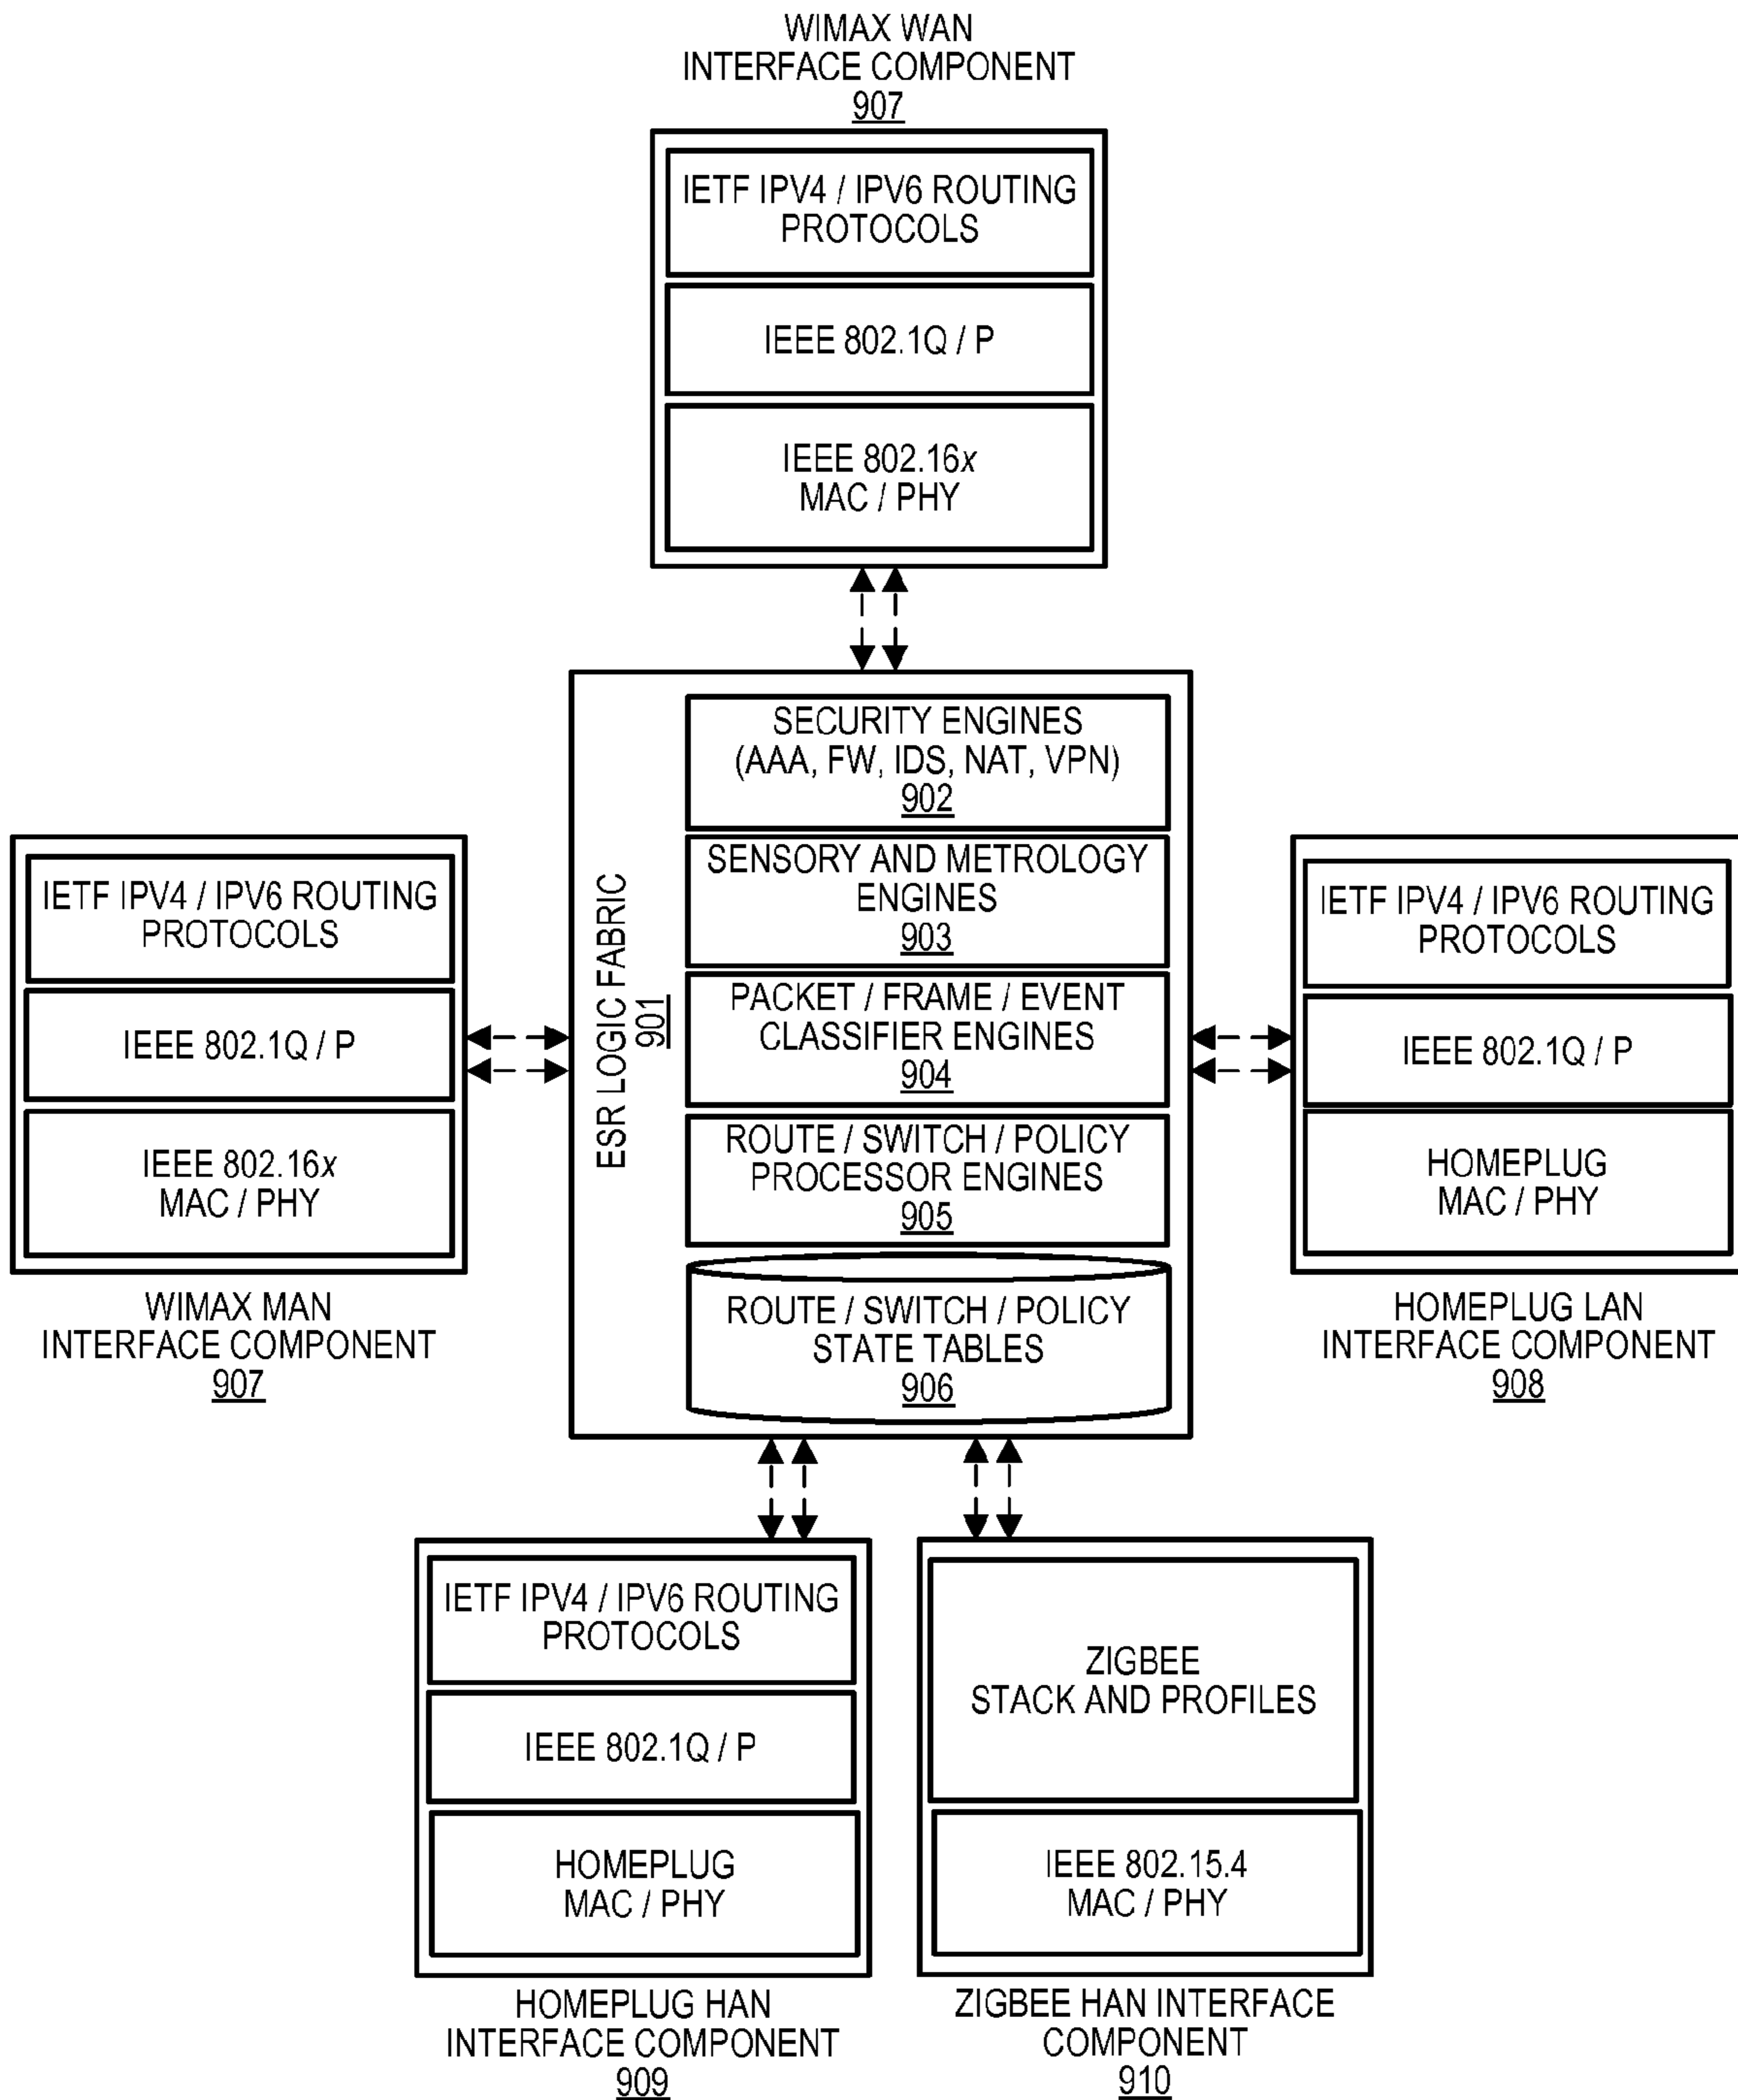 WIMAX WAN
INTERFACE COMPONENT
907
IETF IPV4 / IPV6 ROUTING
PROTOCOLS
IEEE 802.1Q / P
IEEE 802.16x
MAC / PHY
ESR LOGIC FABRIC
901
SECURITY ENGINES
(AAA, FW, IDS, NAT, VPN)
902
SENSORY AND METROLOGY
ENGINES
903
PACKET / FRAME / EVENT
CLASSIFIER ENGINES
904
ROUTE / SWITCH / POLICY
PROCESSOR ENGINES
905
ROUTE / SWITCH / POLICY
STATE TABLES
906
IETF IPV4 / IPV6 ROUTING
PROTOCOLS
IEEE 802.1Q / P
IEEE 802.16x
MAC / PHY
WIMAX MAN
INTERFACE COMPONENT
907
IETF IPV4 / IPV6 ROUTING
PROTOCOLS
IEEE 802.1Q / P
HOMEPLUG
MAC / PHY
HOMEPLUG LAN
INTERFACE COMPONENT
908
IETF IPV4 / IPV6 ROUTING
PROTOCOLS
IEEE 802.1Q / P
HOMEPLUG
MAC / PHY
HOMEPLUG HAN
INTERFACE COMPONENT
909
ZIGBEE
STACK AND PROFILES
IEEE 802.15.4
MAC / PHY
ZIGBEE HAN INTERFACE
COMPONENT
910